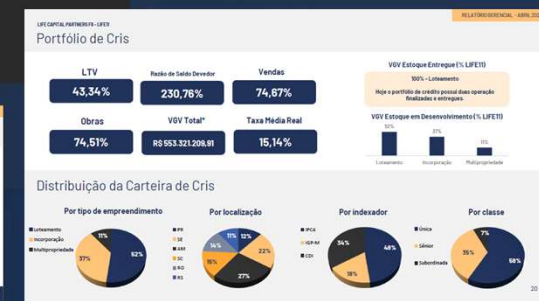 RELATÓRIO GERENCIAL - ABRIL
LIFE CAPITAL PARTNERS FII - LIFE11
Portfólio de Cris
LTV
43,34%
Razão de Saldo Devedor
230,76%
Vendas
74,67%
Obras
74,51%
VGV Total*
R$ 553.321.209,91
Taxa Média Real
15,14%
VGV Estoque Entregue (% LIFE11)
100% - Loteamento
Hoje o portfólio de crédito possui duas operação
finalizadas e entregues.
VGV Estoque em Desenvolvimento (% LIFE11)
52%
37%
11%
Loteamento Incorporação Multipropriedade
Distribuição da Carteira de Cris
Por tipo de empreendimento
Loteamento
Incorporação
Multipropriedade
11%
37%
52%
Por localização
PR
SE
AM
SC
RO
RS
11%
12%
14%
22%
15%
27%
Por indexador
IPCA
IGP-M
CDI
34%
48%
18%
Por classe
Única
Sênior
Subordinada
7%
35%
58%
20